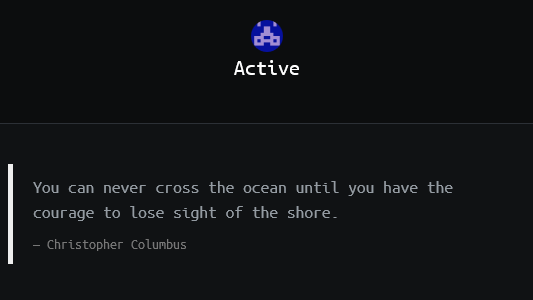 Active
You can never cross the ocean until you have the
courage to lose sight of the shore.
— Christopher Columbus